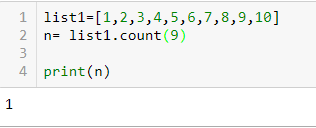 1 list1=[1,2,3,4,5,6,7,8,9,10]
2 n= list1.count(9)
3
4 print(n)
1